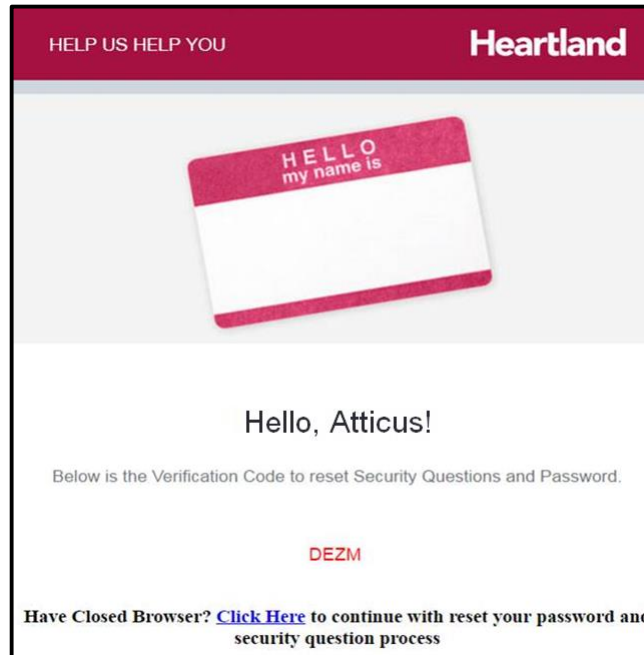 HELP US HELP YOU Heartland
HELLO
my name is
Hello, Atticus!
Below is the Verification Code to reset Security Questions and Password.
DEZM
Have Closed Browser? Click Here to continue with reset your password and
security question process